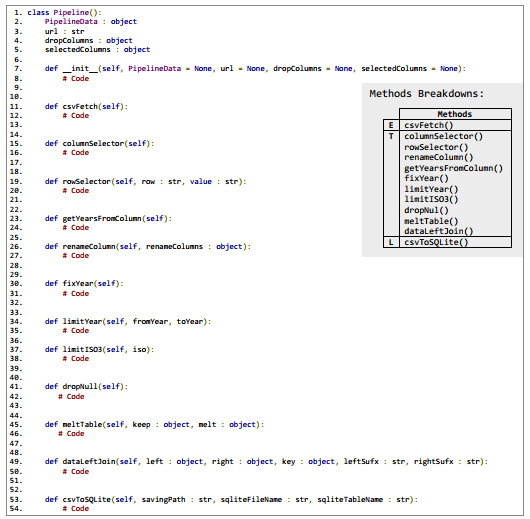 1. class Pipeline():
2. PipelineData : object
3. url : str
4. dropColumns : object
5. selectedColumns : object
6.
7. def __init__(self, PipelineData = None, url = None, dropColumns = None, selectedColumns = None):
8. # Code
9.
10.
11. def csvFetch(self):
12. # Code
13.
14.
15. def columnSelector(self):
16. # Code
17.
18.
19. def rowSelector(self, row : str, value : str):
20. # Code
21.
22.
23. def getYearsFromColumn(self):
24. # Code
25.
26. def renameColumn(self, renameColumns : object):
27. # Code
28.
29.
30. def fixYear(self):
31. # Code
32.
33.
34. def limitYear(self, fromYear, toYear):
35. # Code
36.
37. def limitISO3(self, iso):
38. # Code
39.
40.
41. def dropNull(self):
42. # Code
43.
44.
45. def meltTable(self, keep : object, melt : object):
46. # Code
47.
48.
49. def dataLeftJoin(self, left : object, right : object, key : object, leftSufx : str, rightSufx : str):
50. # Code
51.
52.
53. def csvToSQLite(self, savingPath : str, sqliteFileName : str, sqliteTableName : str):
54. # Code
Methods Breakdowns:
Methods
E csvFetch()
T columnSelector()
rowSelector()
renameColumn()
getYearsFromColumn()
fixYear()
limitYear()
limitISO3()
dropNul()
meltTable()
dataLeftJoin()
L csvToSQLite()